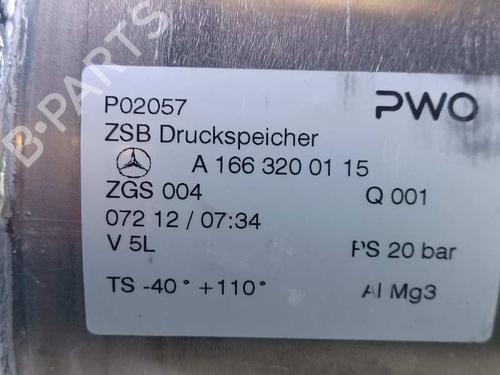 P02057 PWO
ZSB Druckspeicher
A 166 320 01 15
ZGS 004 Q 001
072 12 / 07:34
V 5L PS 20 bar
TS -40° +110° Al Mg3
B-PARTS